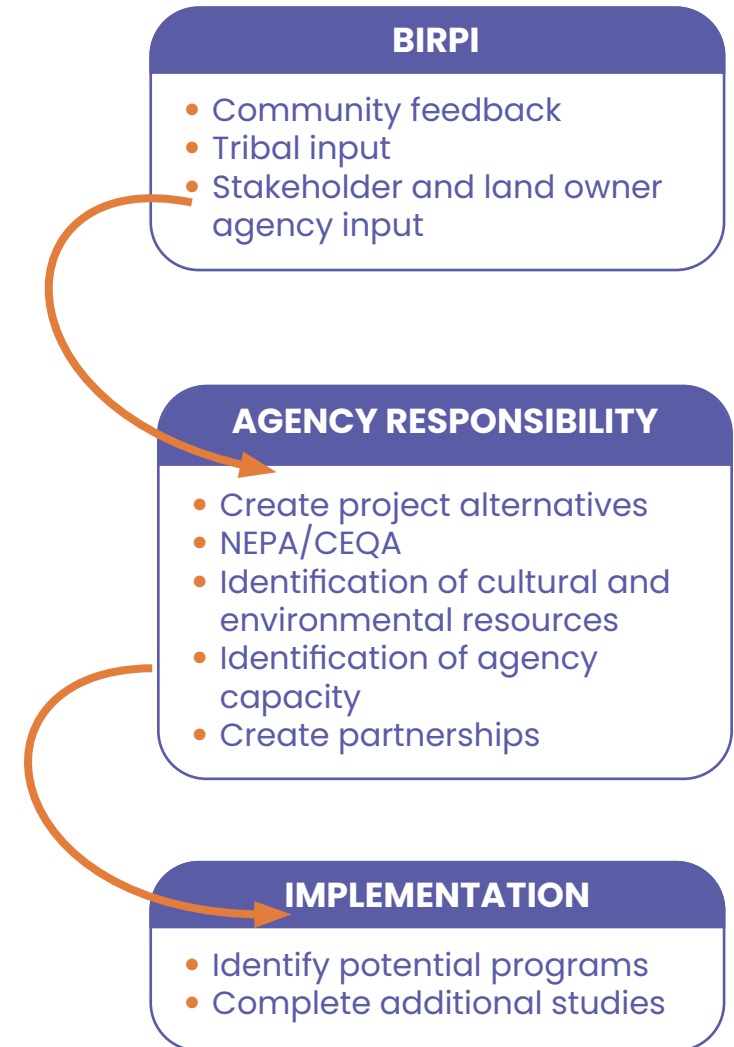 BIRPI
• Community feedback
• Tribal input
• Stakeholder and land owner
agency input
AGENCY RESPONSIBILITY
• Create project alternatives
• NEPA/CEQA
• Identification of cultural and
environmental resources
• Identification of agency
capacity
• Create partnerships
IMPLEMENTATION
• Identify potential programs
• Complete additional studies